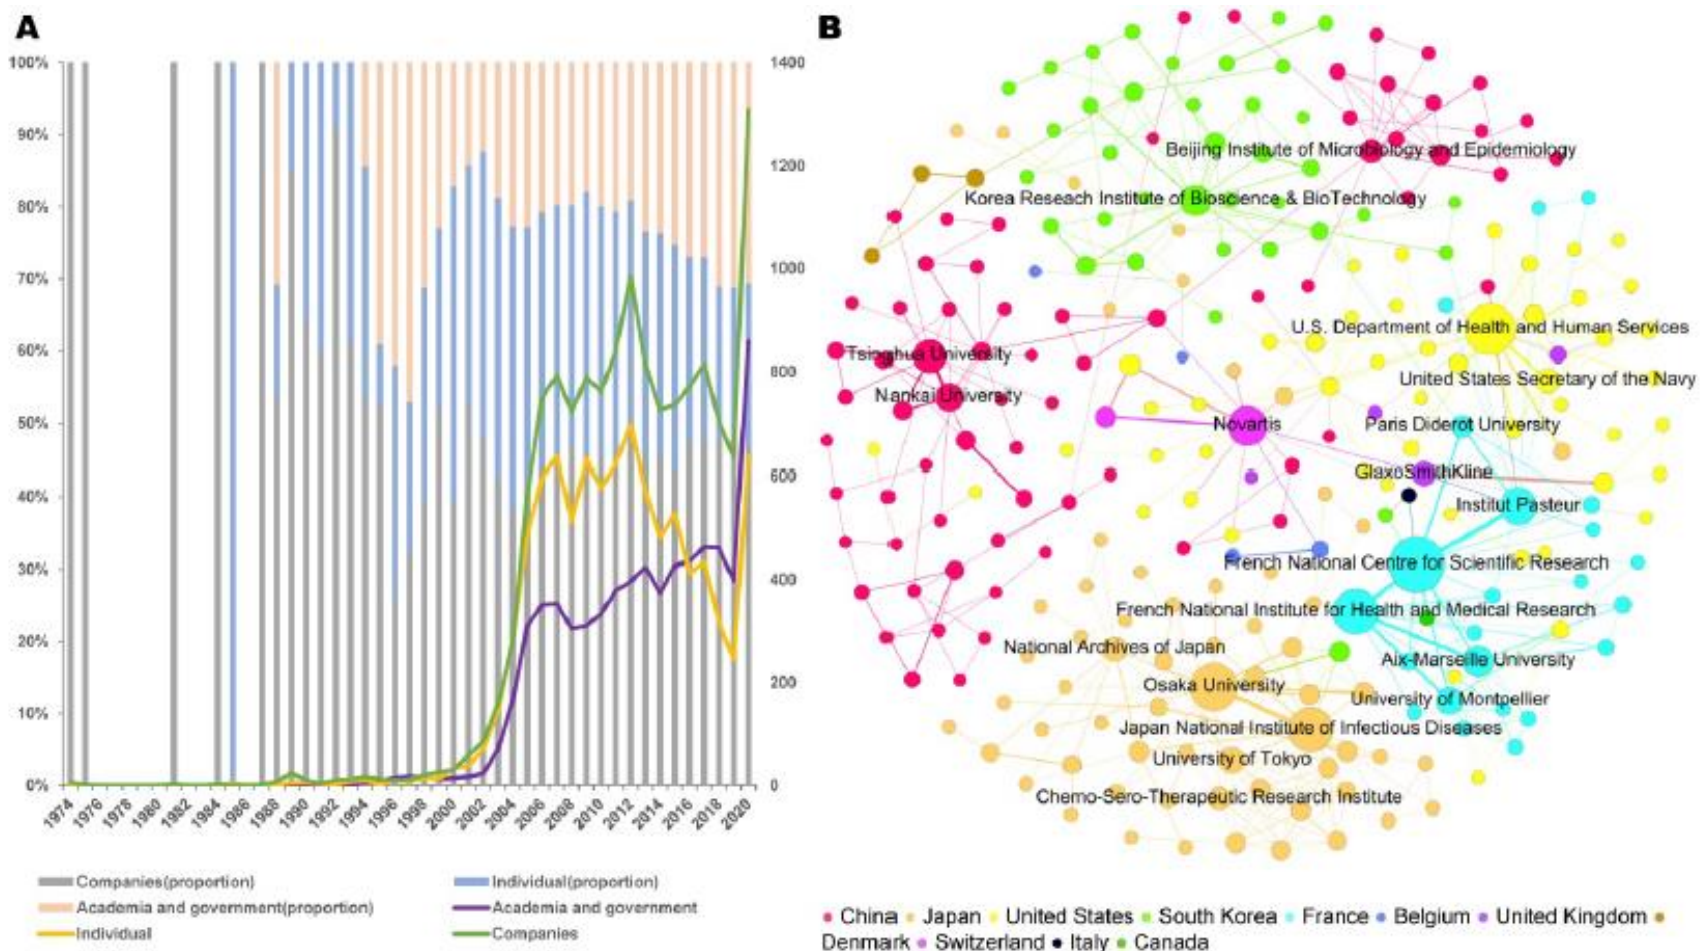 A
B
100%
90%
80%
70%
60%
50%
40%
30%
20%
10%
0%
1400
1200
1000
800
600
400
200
0
1974
1976
1978
1980
1982
1984
1986
1988
1990
1992
1994
1996
1998
2000
2002
2004
2006
2008
2010
2012
2014
2016
2018
2020
Companies(proportion)
Individual(proportion)
Academia and government(proportion)
Academia and government
Individual
Companies
Beijing Institute of Microbiology and Epidemiology
Korea Reseach Institute of Bioscience & BioTechnology
U.S. Department of Health and Human Services
Tsinghua University
United States Secretary of the Navy
Nankai University
Novartis
Paris Diderot University
GlaxoSmithKline
Institut Pasteur
French National Centre for Scientific Research
French National Institute for Health and Medical Research
National Archives of Japan
Aix-Marseille University
Osaka University
University of Montpellier
Japan National Institute of Infectious Diseases
University of Tokyo
Chemo-Sero-Therapeutic Research Institute
China Japan United States South Korea France Belgium United Kingdom
Denmark Switzerland Italy Canada